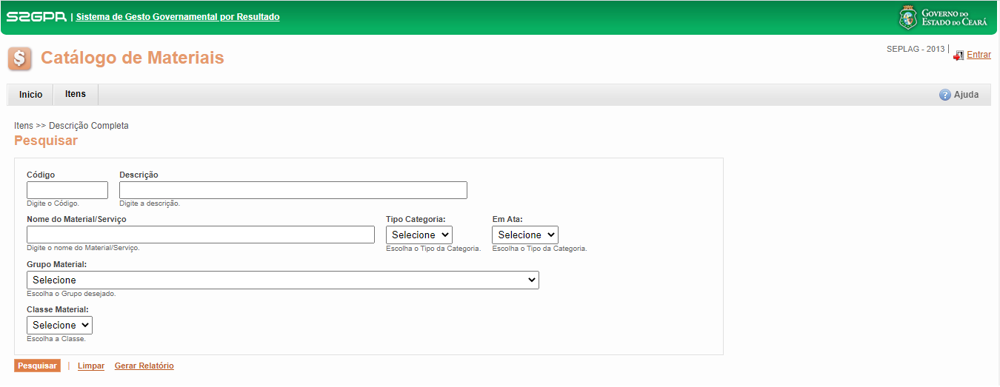 S2GPR | Sistema de Gesto Governamental por Resultado
GOVERNO DO
ESTADO DO CEARÁ
Catálogo de Materiais
SEPLAG - 2013 | Entrar
Inicio Itens Ajuda
Itens >> Descrição Completa
Pesquisar
Código Descrição
Digite o Código. Digite a descrição.
Nome do Material/Serviço Tipo Categoria: Em Ata:
Selecione Selecione
Digite o nome do Material/Serviço. Escolha o Tipo da Categoria. Escolha o Tipo da Categoria.
Grupo Material:
Selecione
Escolha o Grupo desejado.
Classe Material:
Selecione
Escolha a Classe.
Pesquisar | Limpar Gerar Relatório